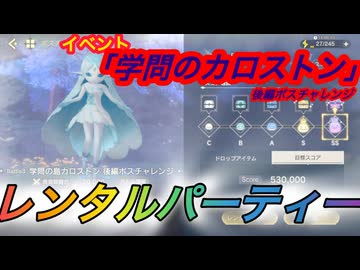 イベント
27/245
「学問のカロストン」
後編ボスチャレンジ
C
B
A
S
SS
学問の島カロストン 後編ボスチャレンジ
ドロップアイテム
目標スコア
Score
530,000
レンタルパーティー